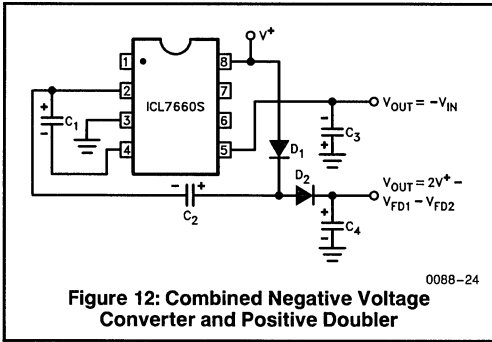 V+
1
8
2
7
ICL7660S
3
6
4
5
+
-
C1
D1
VOUT = -VIN
-
C3
+
D2
- +
C2
VOUT = 2V+ -
VFD1 - VFD2
+
C4
-
0088-24
Figure 12: Combined Negative Voltage
Converter and Positive Doubler